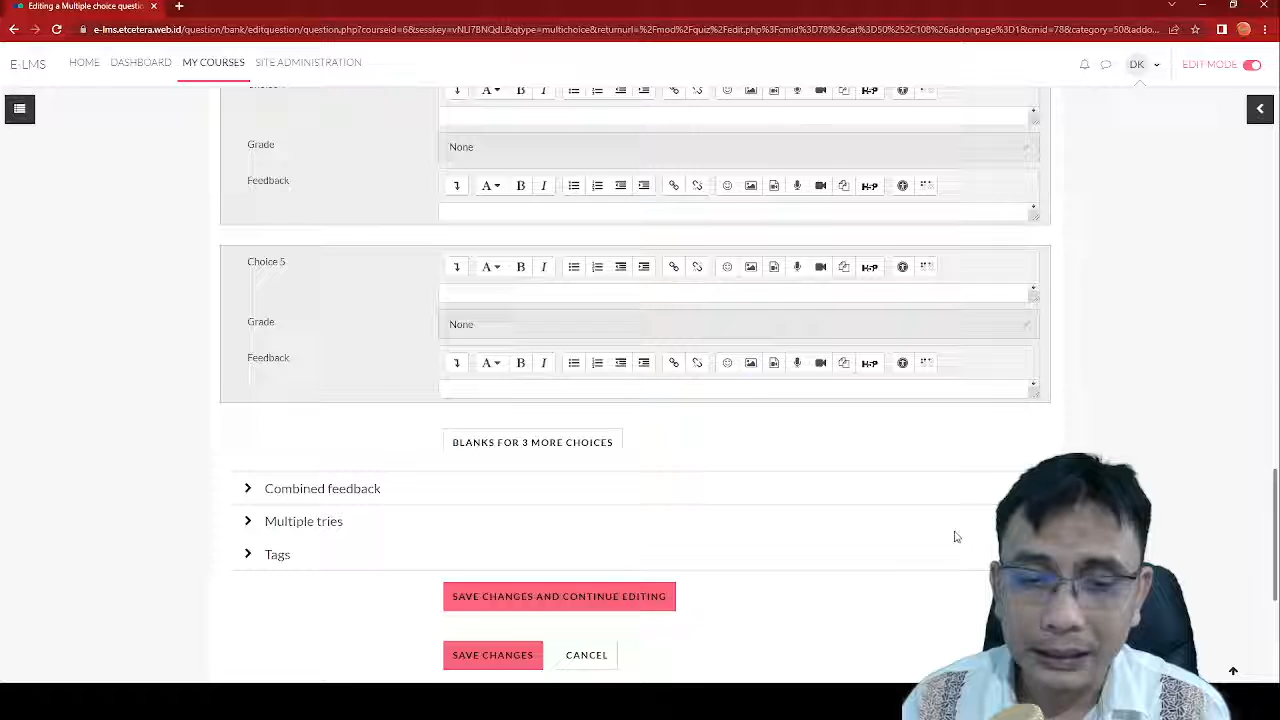 Editing a Multiple choice questi
e-lms.etcetera.web.id/question/bank/editquestion/question.php?courseid=6&sesskey=vNLI7BNQdL&qtype=multichoice&returnurl=%2Fmod%2Fquiz%2Fedit.php%3Fcmid%3D78%26cat%3D50%252C108%26addonpage%3D1&cmid=78&category=50&addo...
E-LMS HOME DASHBOARD MY COURSES SITE ADMINISTRATION DK EDIT MODE
Grade None
Feedback
Choice 5
Grade None
Feedback
BLANKS FOR 3 MORE CHOICES
Combined feedback
Multiple tries
Tags
SAVE CHANGES AND CONTINUE EDITING
SAVE CHANGES CANCEL